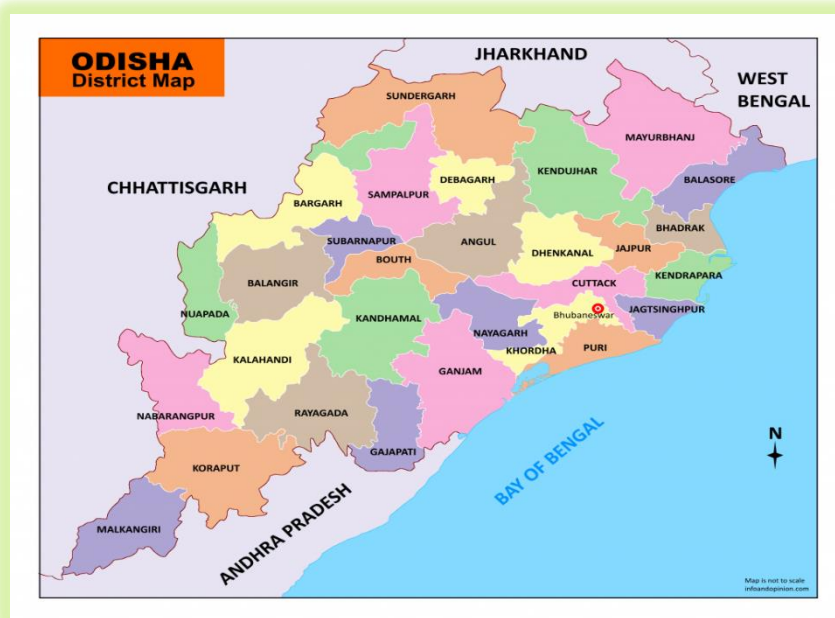 ODISHA
District Map
JHARKHAND
WEST
BENGAL
SUNDERGARH
MAYURBHANJ
KENDUJHAR
DEBAGARH
BALASORE
CHHATTISGARH
SAMPALPUR
BARGARH
BHADRAK
SUBARNAPUR
ANGUL
JAJPUR
DHENKANAL
BOUTH
KENDRAPARA
BALANGIR
CUTTACK
NUAPADA
JAGTSINGHPUR
Bhubaneswar
KANDHAMAL
NAYAGARH
PURI
KHORDHA
KALAHANDI
GANJAM
RAYAGADA
NABARANGPUR
N
GAJAPATI
BAY OF BENGAL
KORAPUT
ANDHRA PRADESH
MALKANGIRI
Map is not to scale
infoandopinion.com